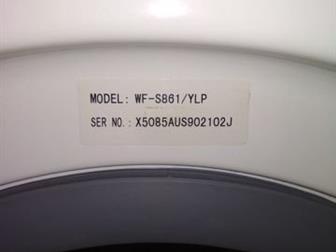 MODEL: WF-S861/YLP
SER NO.: X5085AUS902102J